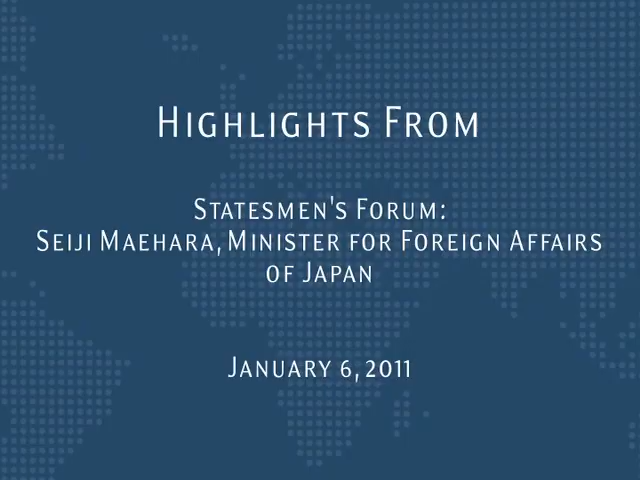 Highlights From
Statesmen's Forum:
Seiji Maehara, Minister for Foreign Affairs
of Japan
January 6, 2011